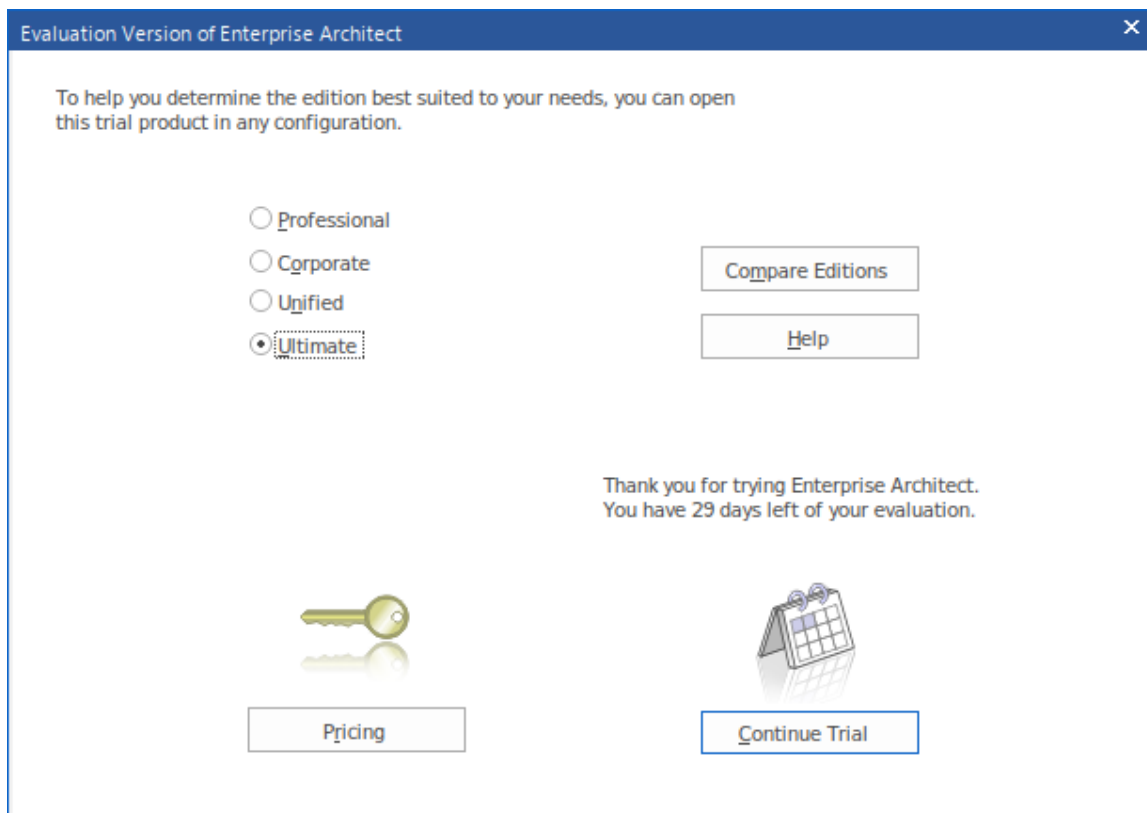 Evaluation Version of Enterprise Architect
To help you determine the edition best suited to your needs, you can open
this trial product in any configuration.
Professional
Corporate
Unified
Ultimate
Compare Editions
Help
Thank you for trying Enterprise Architect.
You have 29 days left of your evaluation.
Pricing
Continue Trial